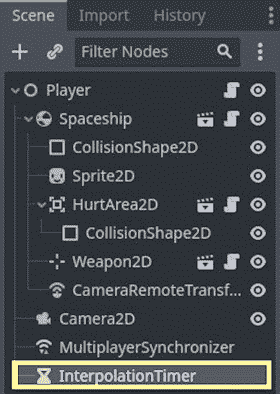 Scene Import History
Filter Nodes
Player
Spaceship
CollisionShape2D
Sprite2D
HurtArea2D
CollisionShape2D
Weapon2D
CameraRemoteTransf...
Camera2D
MultiplayerSynchronizer
InterpolationTimer